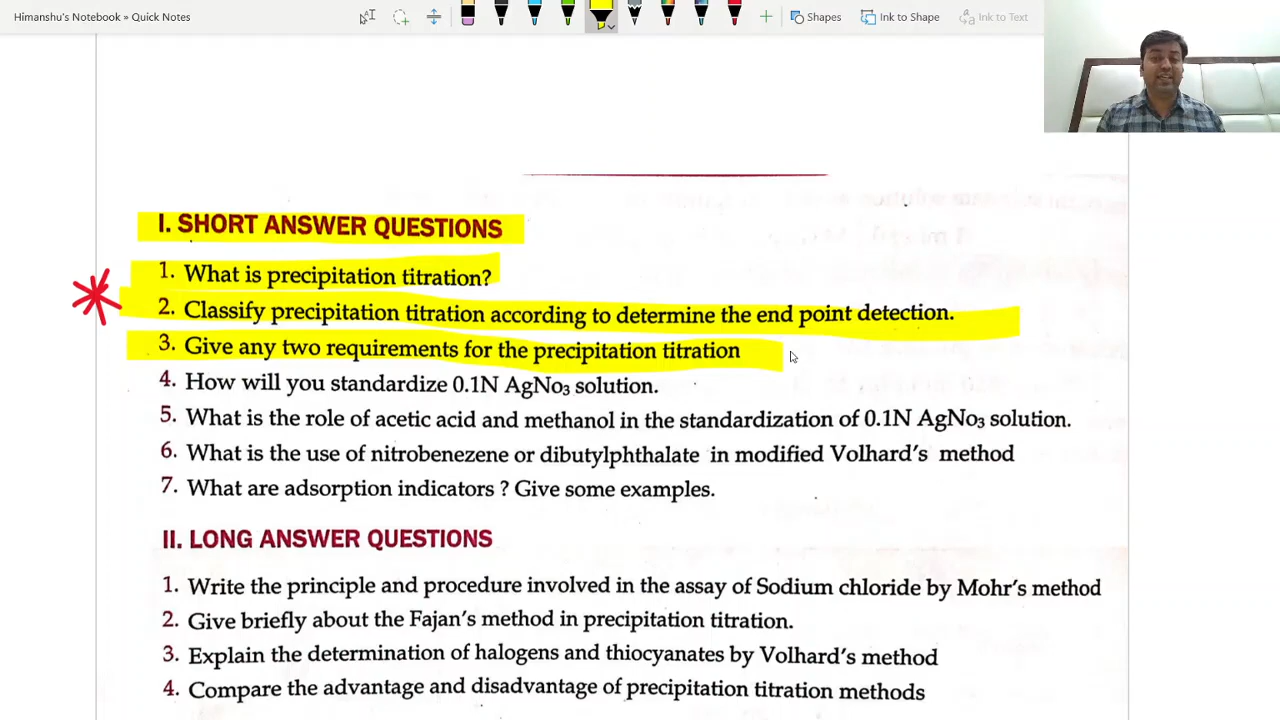 Himanshu's Notebook » Quick Notes
Shapes
Ink to Shape
Ink to Text
I. SHORT ANSWER QUESTIONS
1. What is precipitation titration?
2. Classify precipitation titration according to determine the end point detection.
3. Give any two requirements for the precipitation titration
4. How will you standardize 0.1N AgNo₃ solution.
5. What is the role of acetic acid and methanol in the standardization of 0.1N AgNo₃ solution.
6. What is the use of nitrobenezene or dibutylphthalate in modified Volhard's method
7. What are adsorption indicators ? Give some examples.
II. LONG ANSWER QUESTIONS
1. Write the principle and procedure involved in the assay of Sodium chloride by Mohr's method
2. Give briefly about the Fajan's method in precipitation titration.
3. Explain the determination of halogens and thiocyanates by Volhard's method
4. Compare the advantage and disadvantage of precipitation titration methods